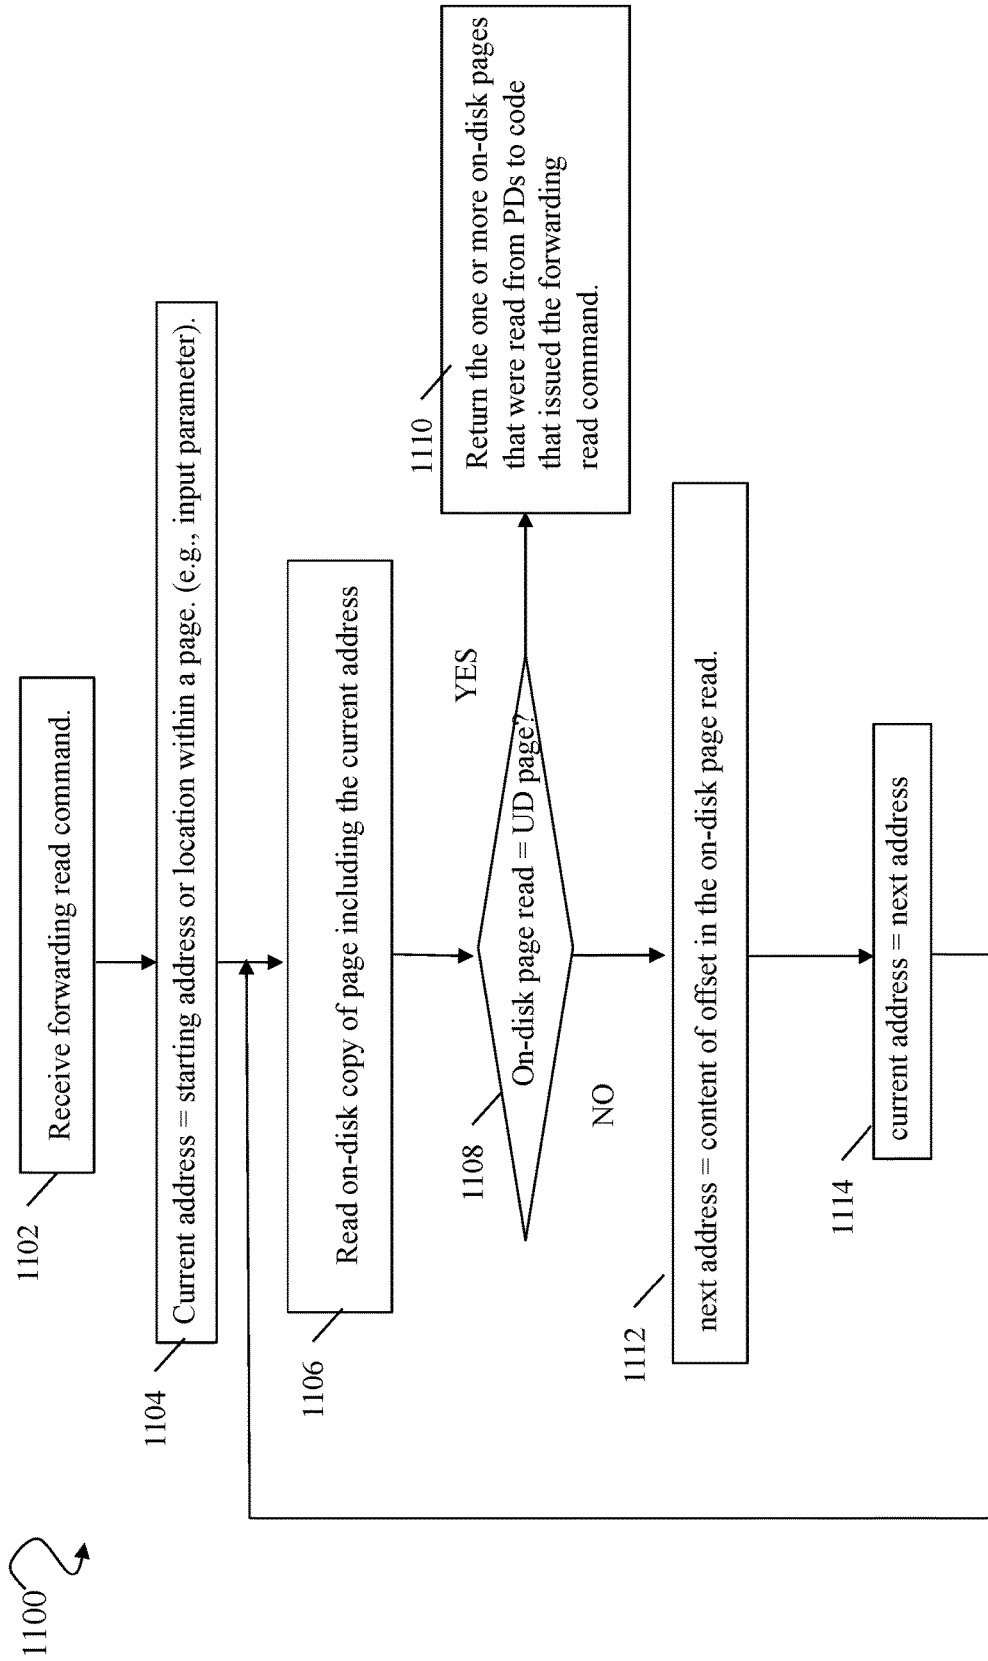 1100
1102
Receive forwarding read command.
1104
Current address = starting address or location within a page. (e.g., input parameter).
1106
Read on-disk copy of page including the current address
1108
On-disk page read = UD page?
YES
NO
1110
Return the one or more on-disk pages
that were read from PDs to code
that issued the forwarding
read command.
1112
next address = content of offset in the on-disk page read.
1114
current address = next address